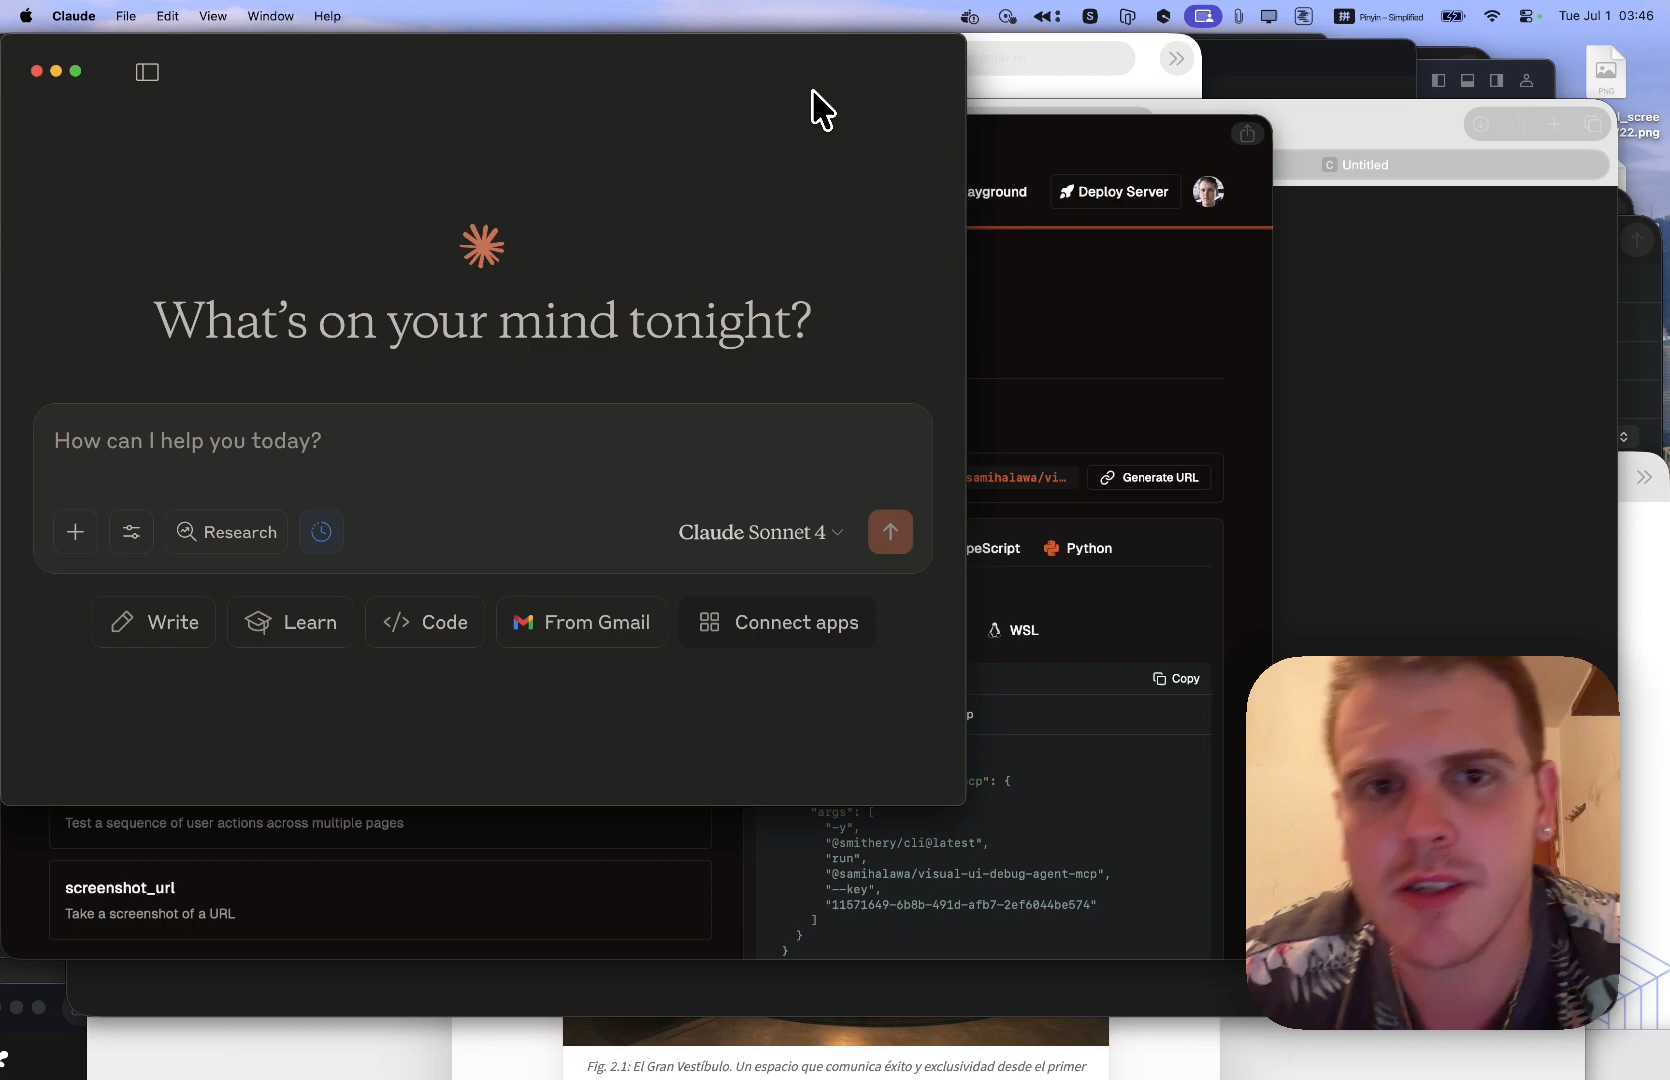 Claude File Edit View Window Help
Pinyin – Simplified Tue Jul 1 03:46
PNG
l_scree
22.png
Untitled
What's on your mind tonight?
How can I help you today?
Research
Claude Sonnet 4
Write Learn Code From Gmail Connect apps
ayground Deploy Server
samihalawa/vi... Generate URL
peScript Python
WSL
Copy
p
cp": {
"args": [
"-y",
"@smithery/cli@latest",
"run",
"@samihalawa/visual-ui-debug-agent-mcp",
"--key",
"11571649-6b8b-491d-afb7-2ef6044be574"
]
}
}
Test a sequence of user actions across multiple pages
screenshot_url
Take a screenshot of a URL
Fig. 2.1: El Gran Vestíbulo. Un espacio que comunica éxito y exclusividad desde el primer